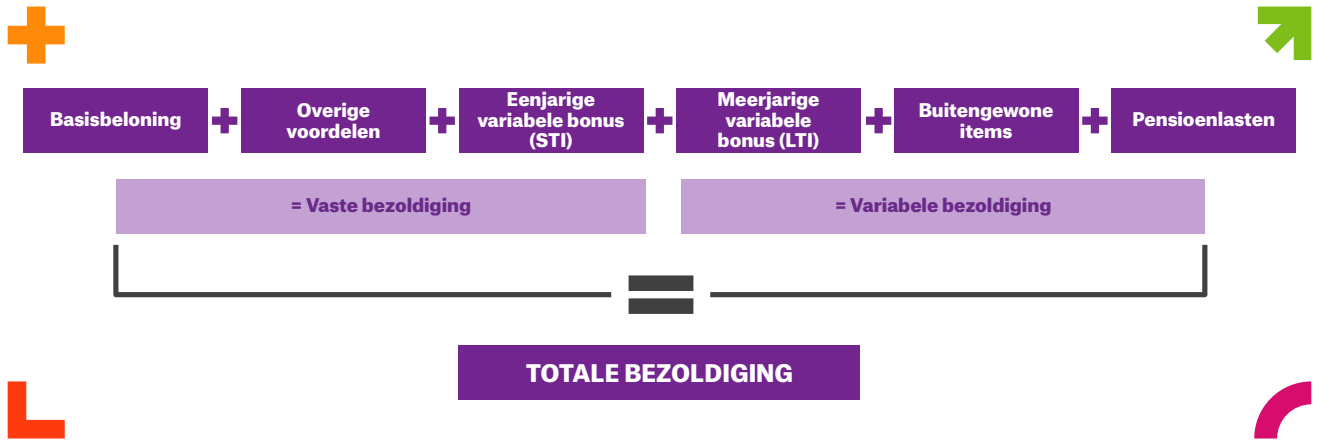 Basisbeloning
Overige
voordelen
Eenjarige
variabele bonus
(STI)
Meerjarige
variabele
bonus (LTI)
Buitengewone
items
Pensioenlasten
= Vaste bezoldiging
= Variabele bezoldiging
TOTALE BEZOLDIGING